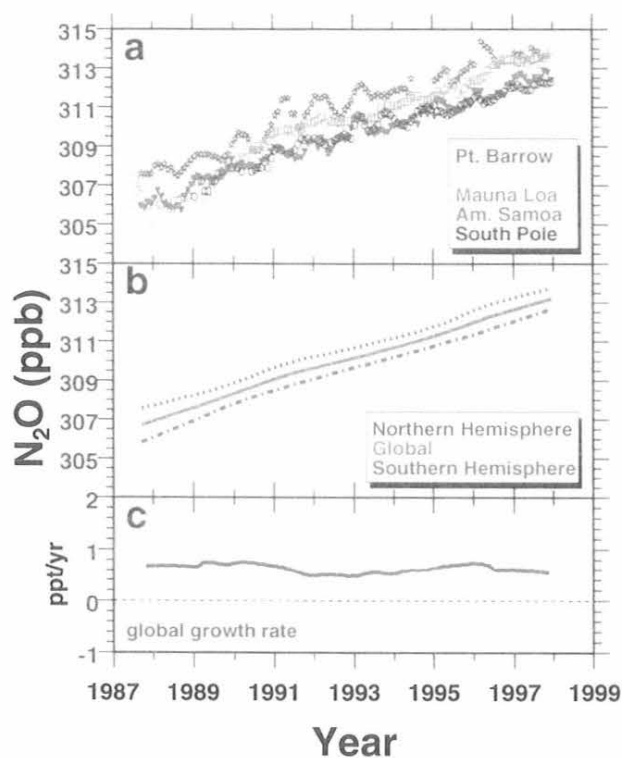 315
a
313
311
309
307
305
Pt. Barrow
Mauna Loa
Am. Samoa
South Pole
315
b
313
311
309
307
305
N₂O (ppb)
Northern Hemisphere
Global
Southern Hemisphere
2
c
1
0
-1
ppt/yr
global growth rate
1987 1989 1991 1993 1995 1997 1999
Year